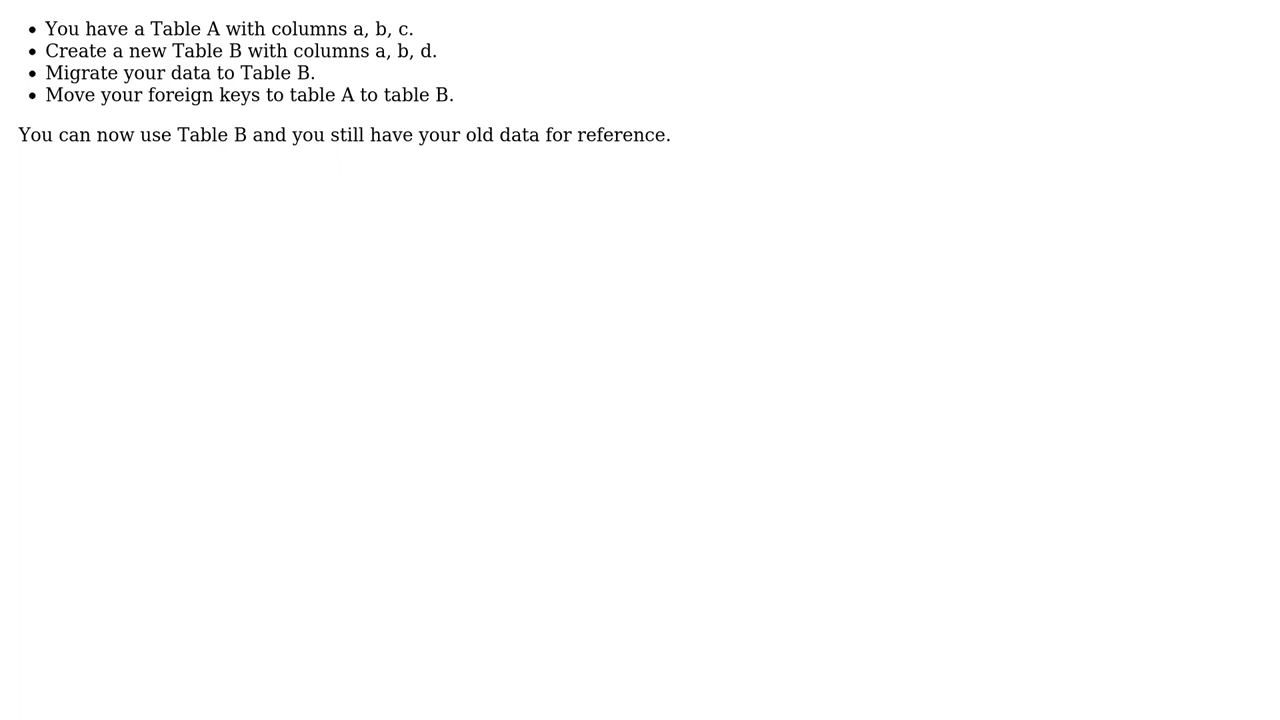 • You have a Table A with columns a, b, c.
• Create a new Table B with columns a, b, d.
• Migrate your data to Table B.
• Move your foreign keys to table A to table B.
You can now use Table B and you still have your old data for reference.